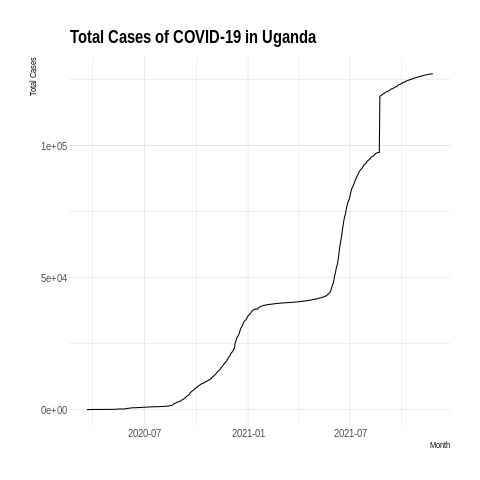 Total Cases of COVID-19 in Uganda
Total Cases
1e+05
5e+04
0e+00
2020-07 2021-01 2021-07
Month